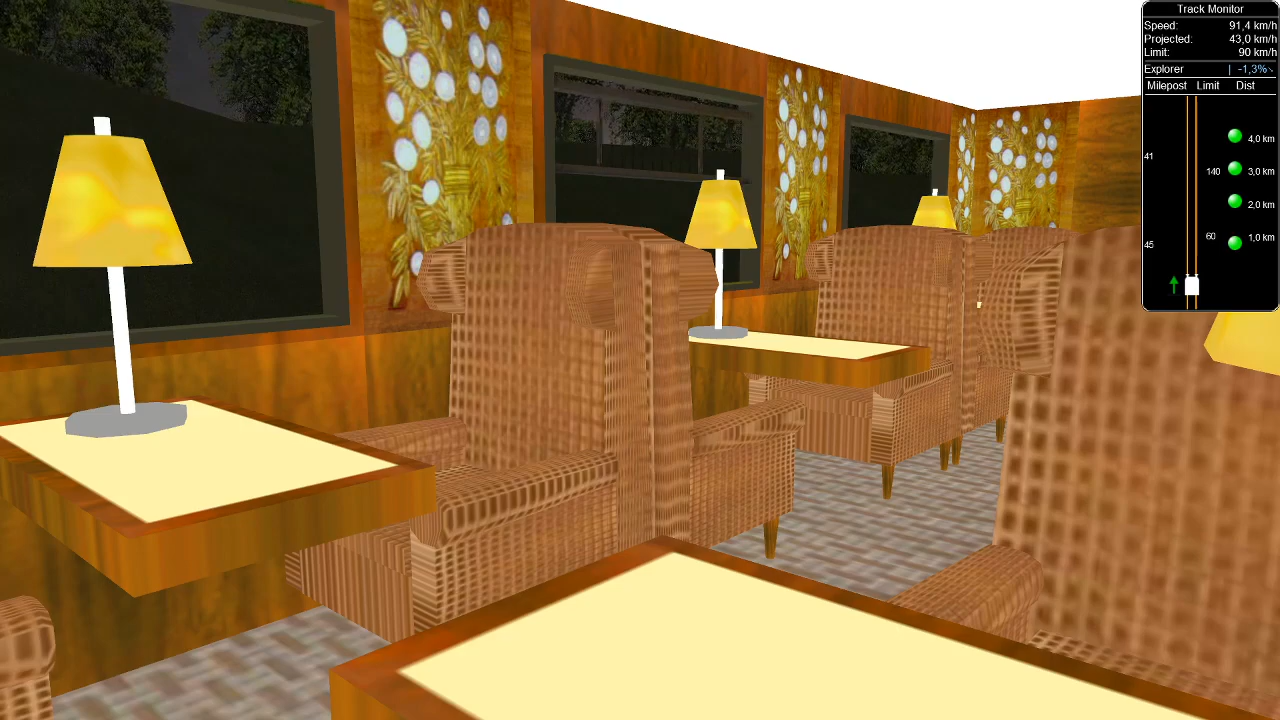 Track Monitor
Speed: 91,4 km/h
Projected: 43,0 km/h
Limit: 90 km/h
Explorer | -1,3%
Milepost Limit Dist
4,0 km
41
140 3,0 km
2,0 km
60 1,0 km
45